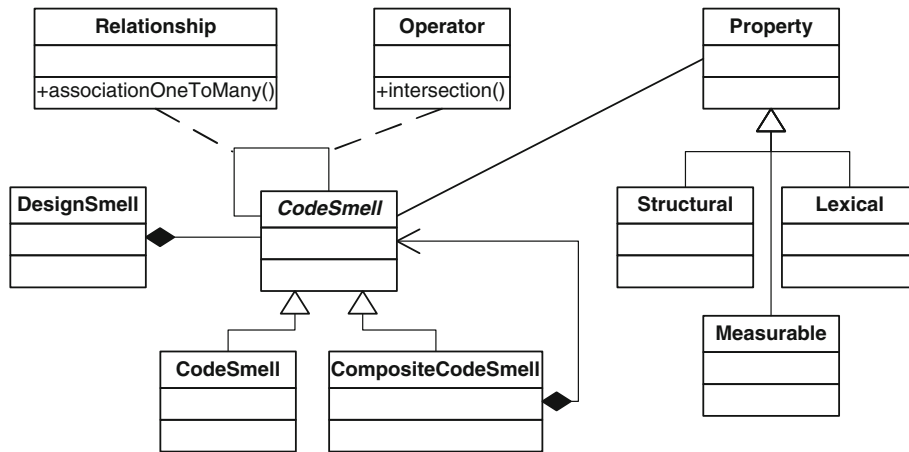 Relationship
+associationOneToMany()
Operator
+intersection()
Property
DesignSmell
CodeSmell
Structural
Lexical
Measurable
CodeSmell
CompositeCodeSmell